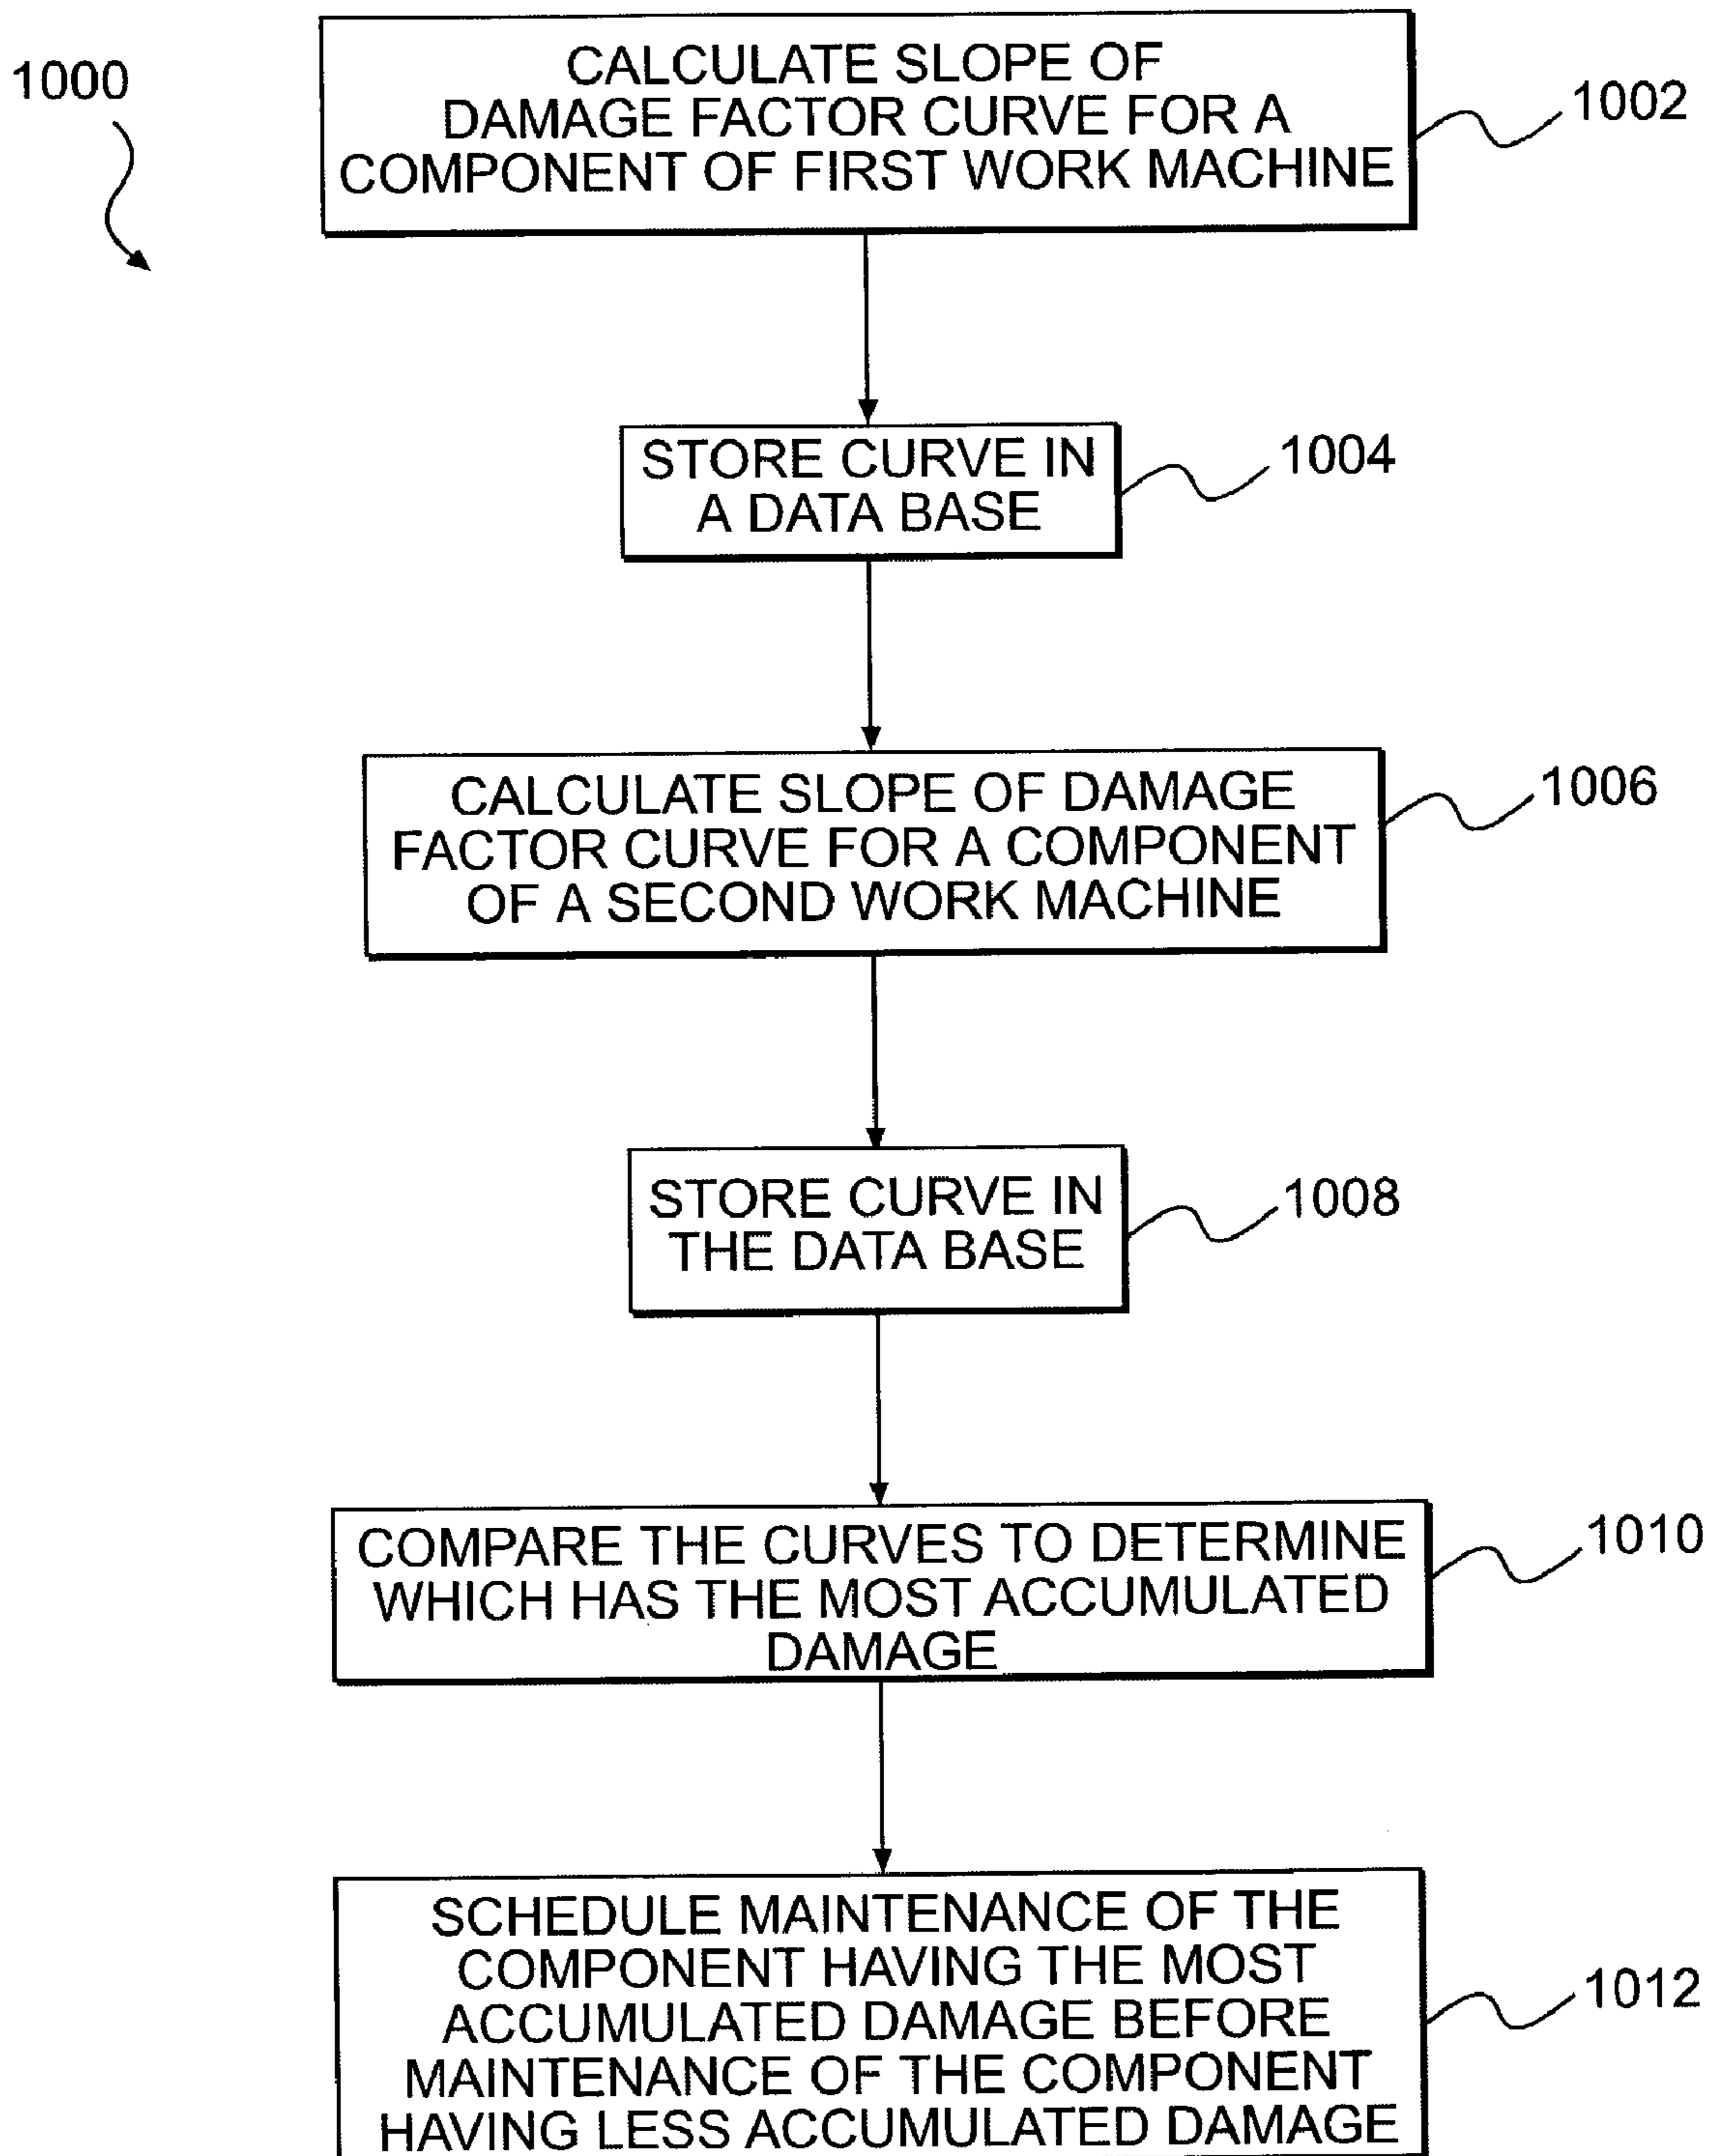 1000
CALCULATE SLOPE OF
DAMAGE FACTOR CURVE FOR A
COMPONENT OF FIRST WORK MACHINE
1002
STORE CURVE IN
A DATA BASE
1004
CALCULATE SLOPE OF DAMAGE
FACTOR CURVE FOR A COMPONENT
OF A SECOND WORK MACHINE
1006
STORE CURVE IN
THE DATA BASE
1008
COMPARE THE CURVES TO DETERMINE
WHICH HAS THE MOST ACCUMULATED
DAMAGE
1010
SCHEDULE MAINTENANCE OF THE
COMPONENT HAVING THE MOST
ACCUMULATED DAMAGE BEFORE
MAINTENANCE OF THE COMPONENT
HAVING LESS ACCUMULATED DAMAGE
1012